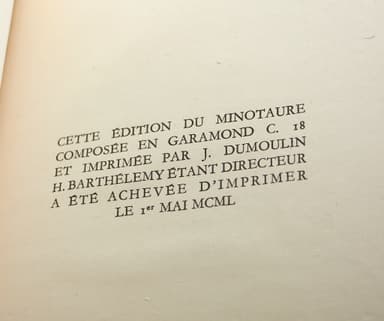 CETTE ÉDITION DU MINOTAURE
COMPOSÉE EN GARAMOND C. 18
ET IMPRIMÉE PAR J. DUMOULIN
H. BARTHÉLEMY ÉTANT DIRECTEUR
A ÉTÉ ACHEVÉE D'IMPRIMER
LE 1er MAI MCML